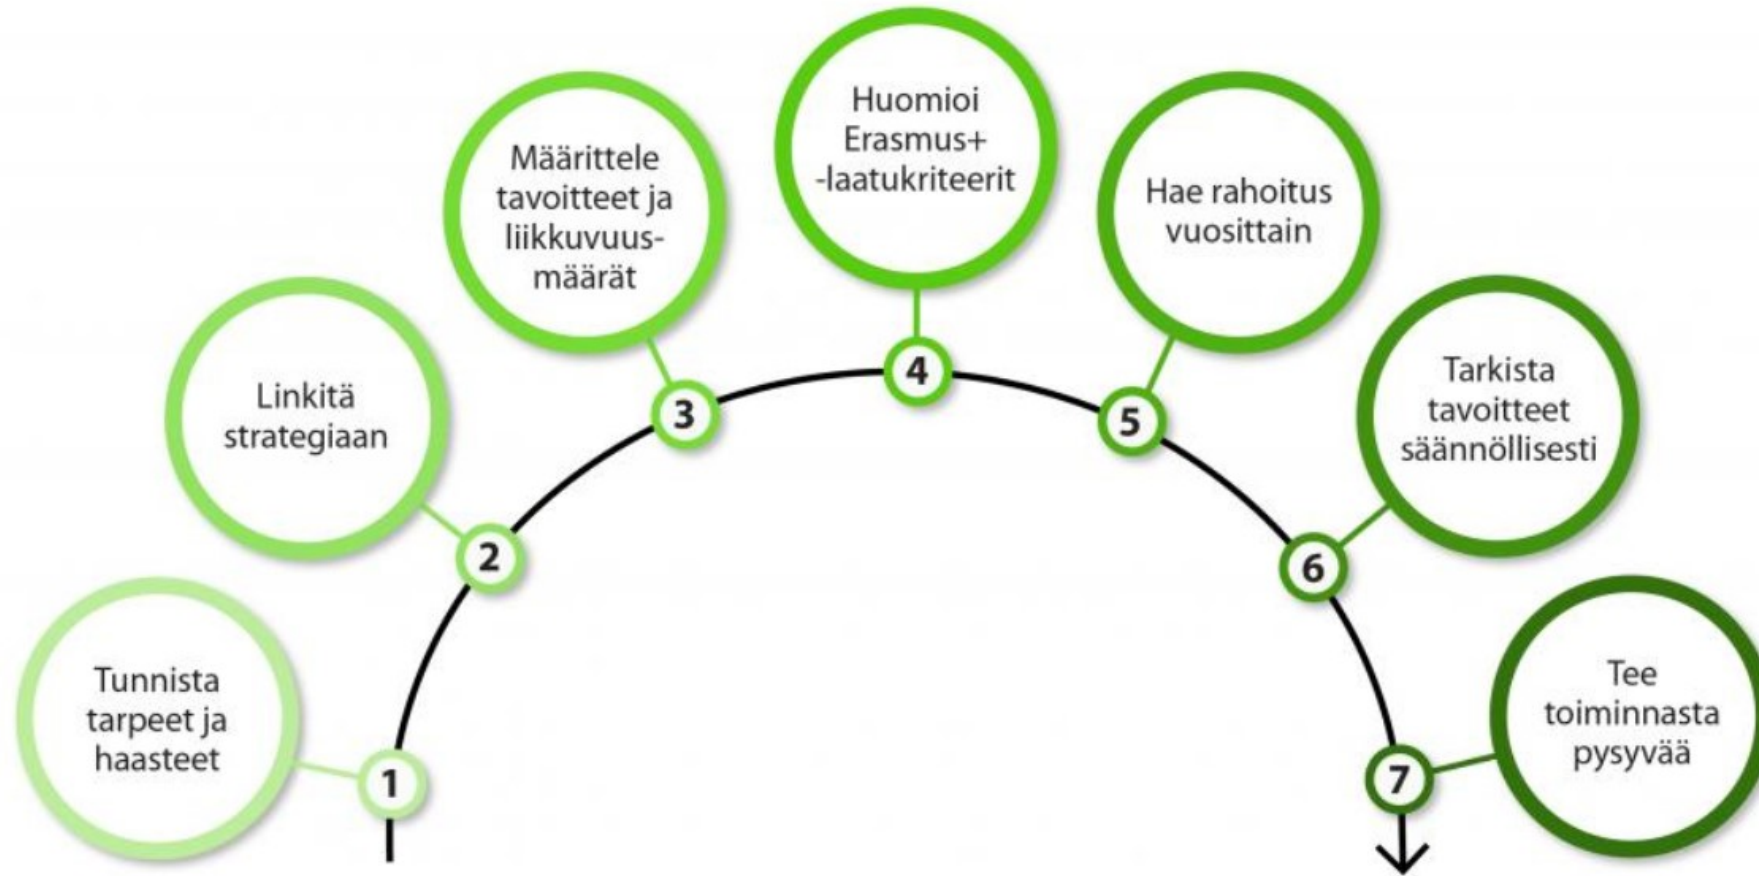 1
Tunnista
tarpeet ja
haasteet
2
Linkitä
strategiaan
3
Määrittele
tavoitteet ja
liikkuvuus-
määrät
4
Huomioi
Erasmus+
-laatukriteerit
5
Hae rahoitus
vuosittain
6
Tarkista
tavoitteet
säännöllisesti
7
Tee
toiminnasta
pysyvää